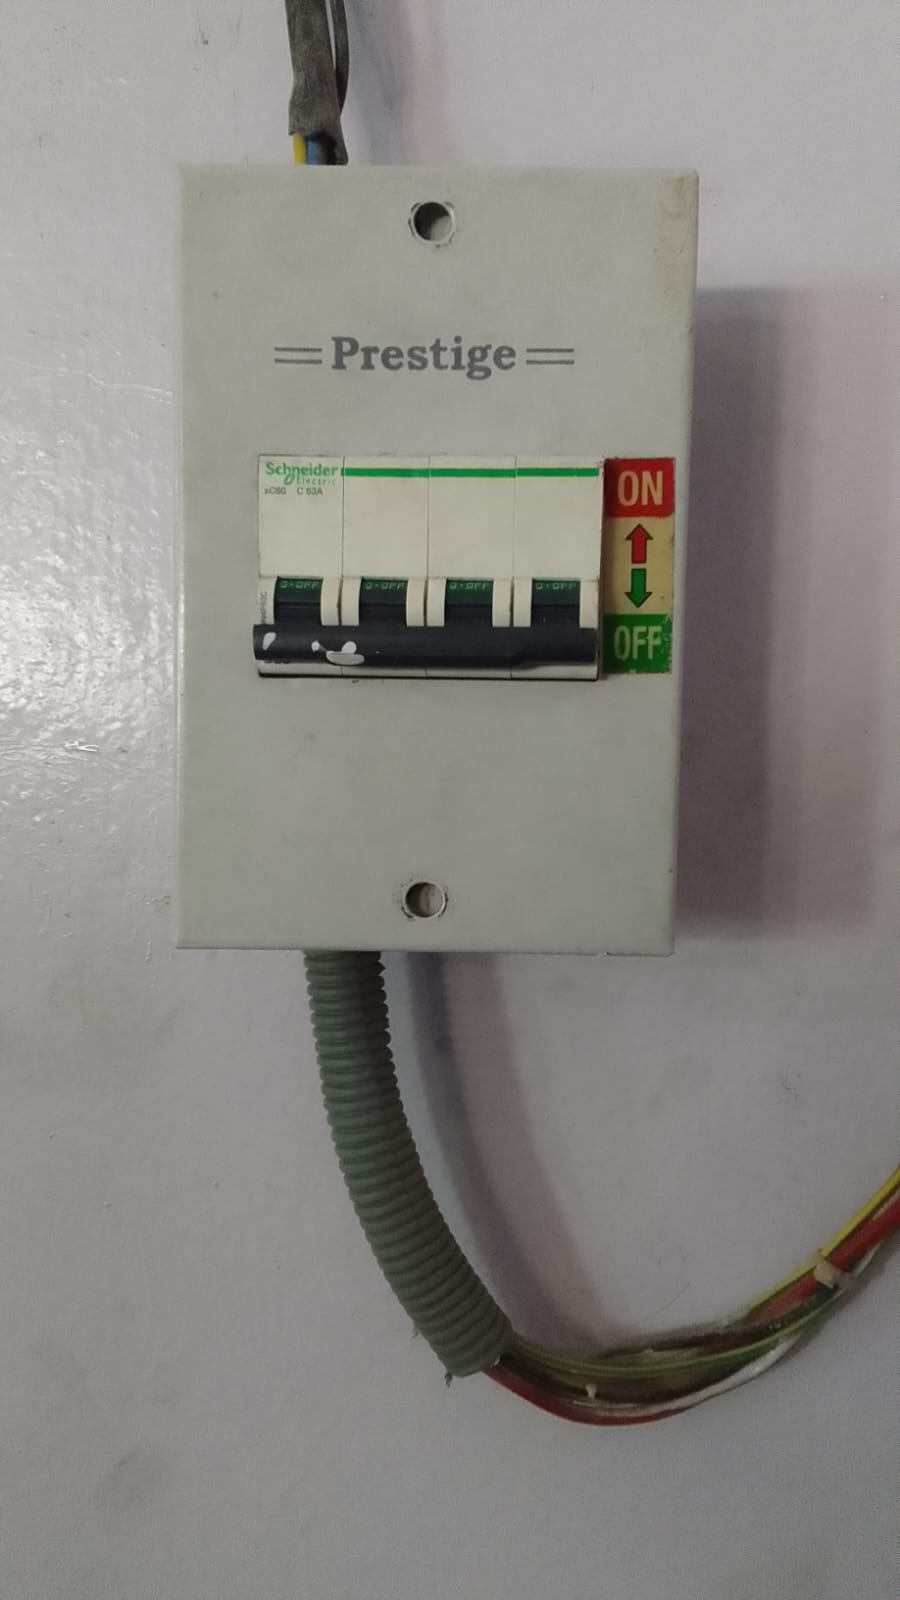 Prestige
Schneider
Electric
xC60 C 63A
ON
O-OFF O-OFF O-OFF O-OFF
OFF